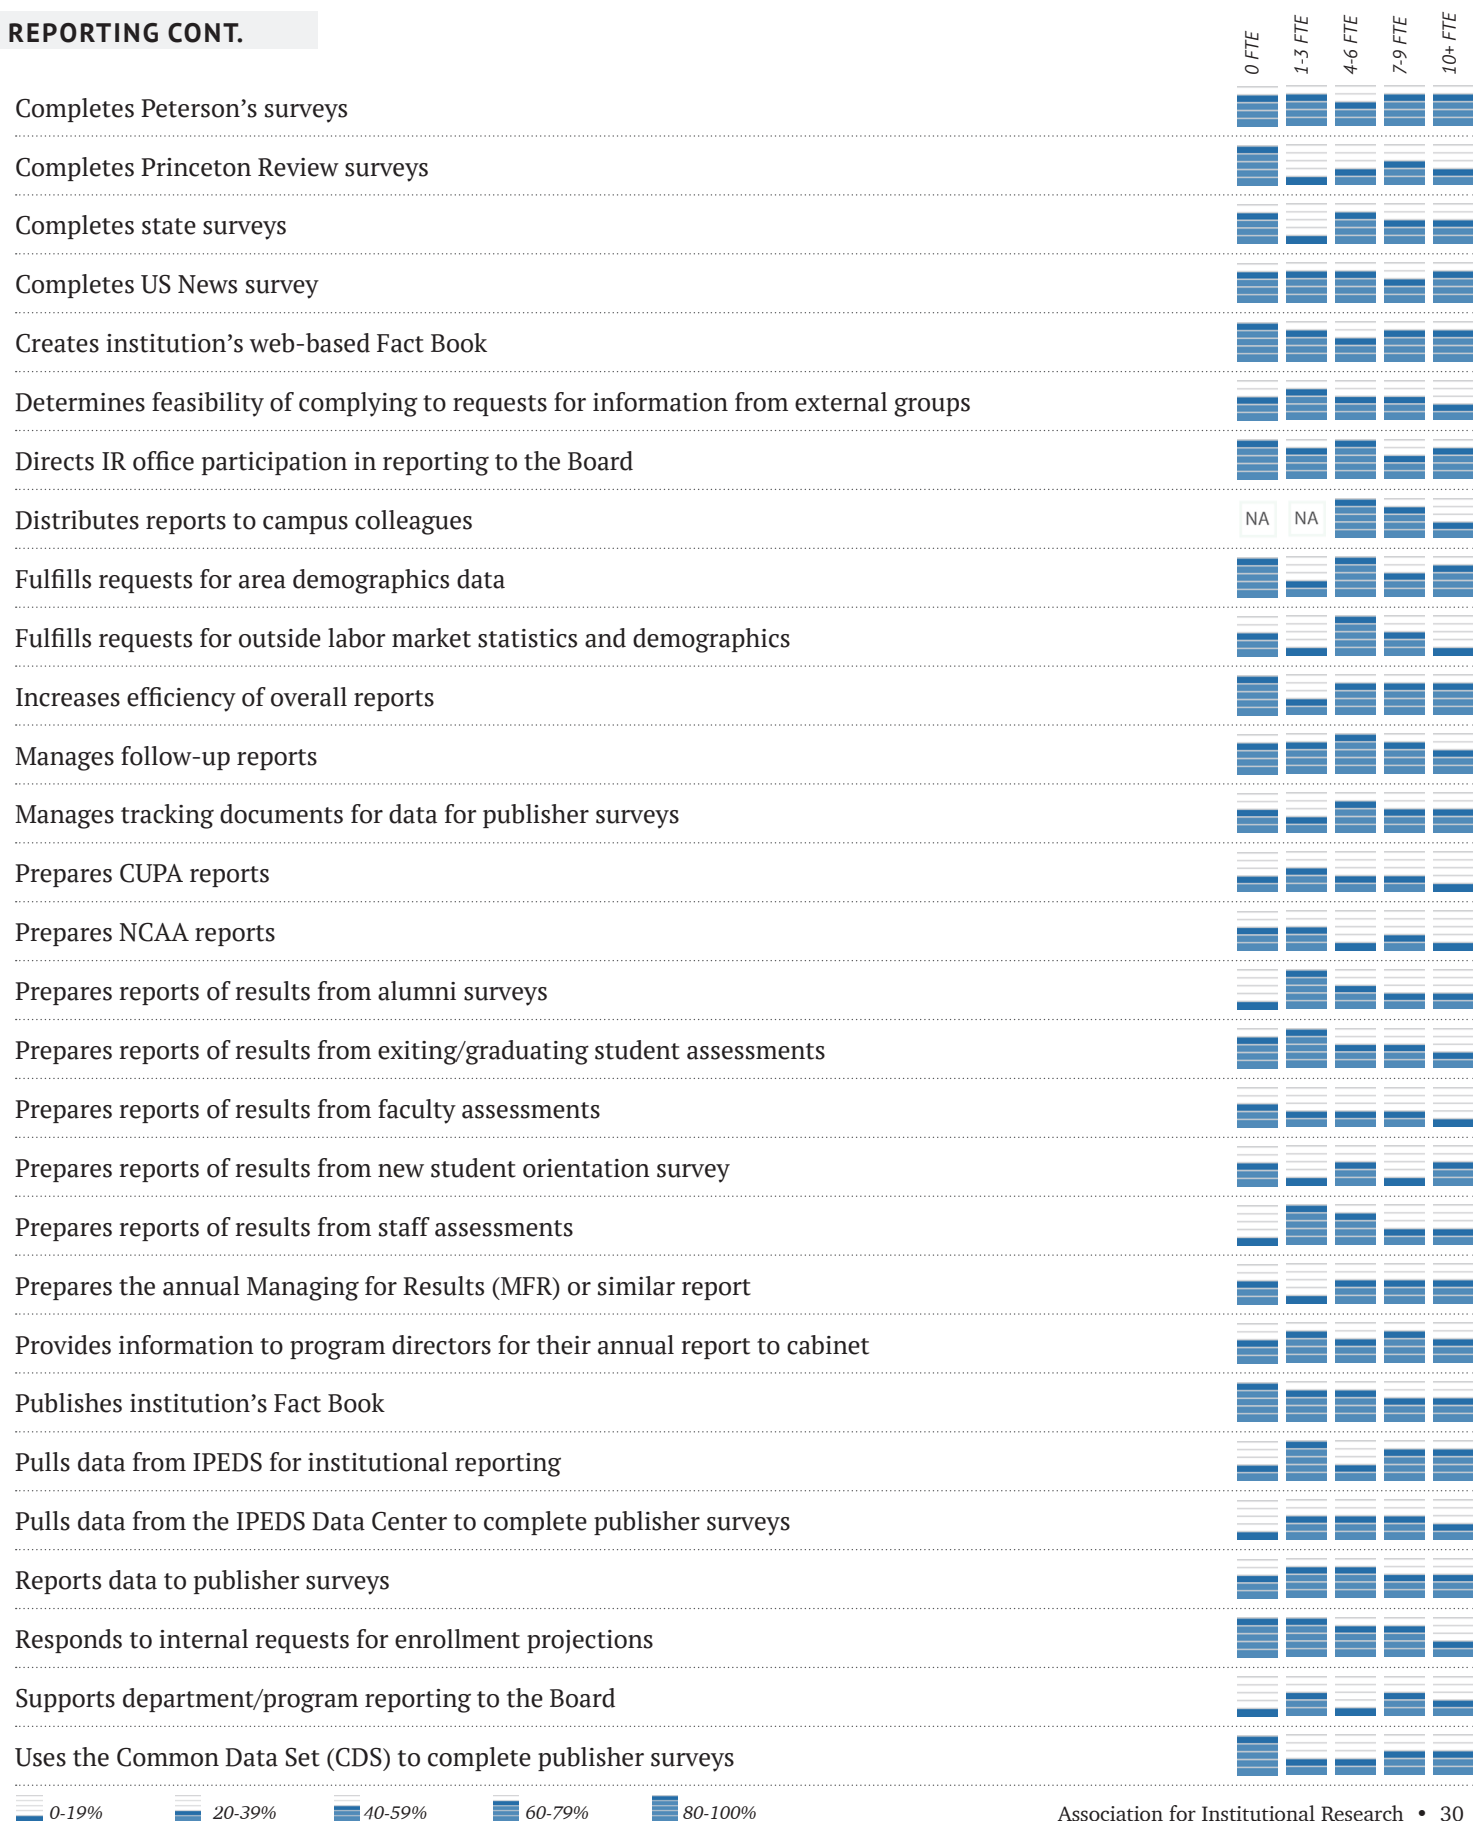 REPORTING CONT.
0 FTE 1-3 FTE 4-6 FTE 7-9 FTE 10+ FTE
Completes Peterson’s surveys
Completes Princeton Review surveys
Completes state surveys
Completes US News survey
Creates institution’s web-based Fact Book
Determines feasibility of complying to requests for information from external groups
Directs IR office participation in reporting to the Board
Distributes reports to campus colleagues NA NA
Fulfills requests for area demographics data
Fulfills requests for outside labor market statistics and demographics
Increases efficiency of overall reports
Manages follow-up reports
Manages tracking documents for data for publisher surveys
Prepares CUPA reports
Prepares NCAA reports
Prepares reports of results from alumni surveys
Prepares reports of results from exiting/graduating student assessments
Prepares reports of results from faculty assessments
Prepares reports of results from new student orientation survey
Prepares reports of results from staff assessments
Prepares the annual Managing for Results (MFR) or similar report
Provides information to program directors for their annual report to cabinet
Publishes institution’s Fact Book
Pulls data from IPEDS for institutional reporting
Pulls data from the IPEDS Data Center to complete publisher surveys
Reports data to publisher surveys
Responds to internal requests for enrollment projections
Supports department/program reporting to the Board
Uses the Common Data Set (CDS) to complete publisher surveys
0-19% 20-39% 40-59% 60-79% 80-100% Association for Institutional Research • 30